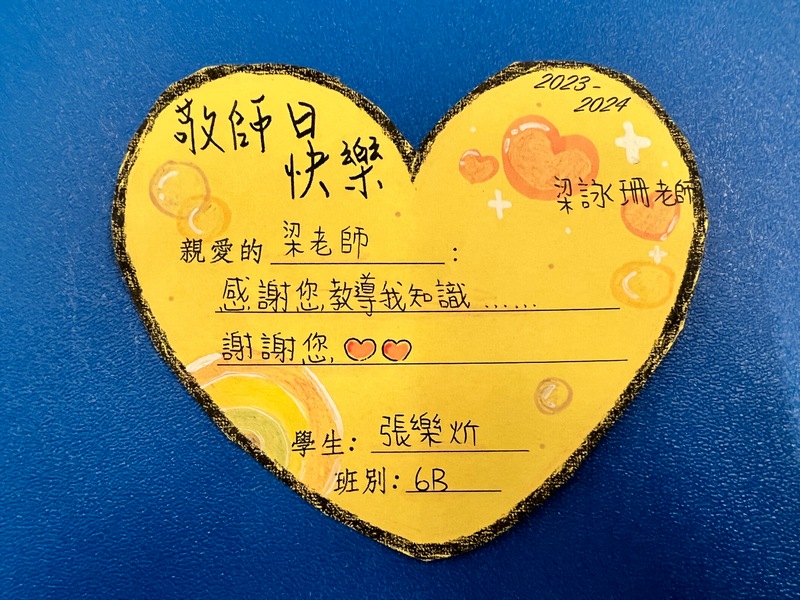 敬師日
快樂
2023-
2024
梁詠珊老師
親愛的 梁老師 :
感謝您教導我知識......
謝謝您
學生: 張樂炘
班別: 6B